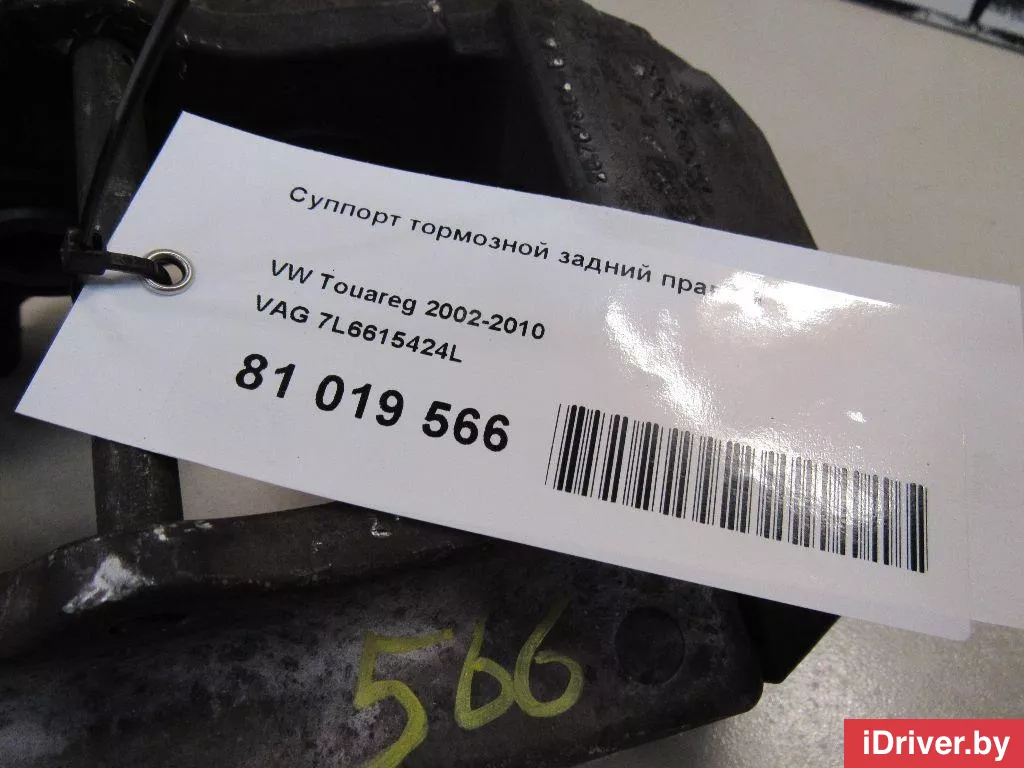 Суппорт тормозной задний
VW Touareg 2002-2010
VAG 7L6615424L
81 019 566
566
iDriver.by